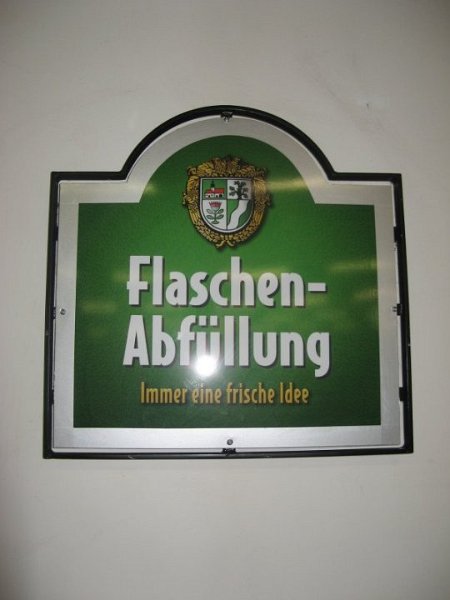 Flaschen-
Abfüllung
Immer eine frische Idee